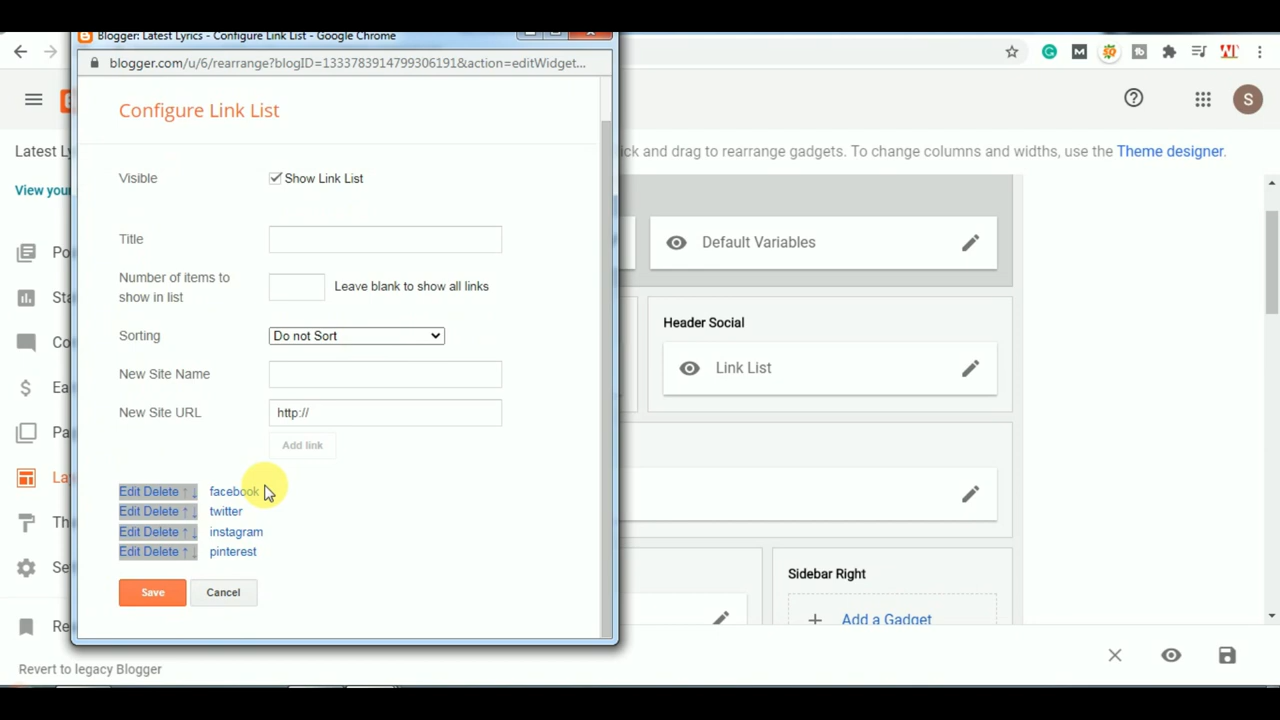 Blogger: Latest Lyrics - Configure Link List - Google Chrome
blogger.com/u/6/rearrange?blogID=1333783914799306191&action=editWidget...
Configure Link List
Visible
Show Link List
Title
Number of items to
show in list
Leave blank to show all links
Sorting
Do not Sort
New Site Name
New Site URL
http://
Add link
Edit Delete ↑ ↓ facebook
Edit Delete ↑ ↓ twitter
Edit Delete ↑ ↓ instagram
Edit Delete ↑ ↓ pinterest
Save
Cancel
S
Latest Ly
ick and drag to rearrange gadgets. To change columns and widths, use the Theme designer.
View your
Po
Sta
Co
Ea
Pa
La
Th
Se
Re
Revert to legacy Blogger
Default Variables
Header Social
Link List
Sidebar Right
Add a Gadget